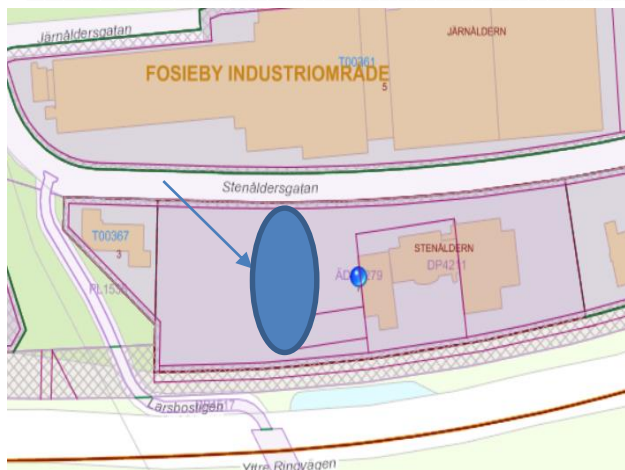 Järnåldersgatan
JÄRNÅLDERN
T00361
FOSIEBY INDUSTRIOMRÅDE
5
Stenåldersgatan
T00367
3
STENÅLDERN
DP4211
Larsbostigen
Yttre Ringvägen